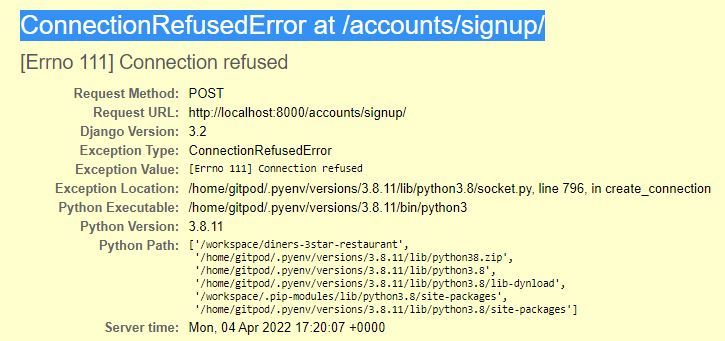 ConnectionRefusedError at /accounts/signup/
[Errno 111] Connection refused
Request Method: POST
Request URL: http://localhost:8000/accounts/signup/
Django Version: 3.2
Exception Type: ConnectionRefusedError
Exception Value: [Errno 111] Connection refused
Exception Location: /home/gitpod/.pyenv/versions/3.8.11/lib/python3.8/socket.py, line 796, in create_connection
Python Executable: /home/gitpod/.pyenv/versions/3.8.11/bin/python3
Python Version: 3.8.11
Python Path: ['/workspace/diners-3star-restaurant',
'/home/gitpod/.pyenv/versions/3.8.11/lib/python38.zip',
'/home/gitpod/.pyenv/versions/3.8.11/lib/python3.8',
'/home/gitpod/.pyenv/versions/3.8.11/lib/python3.8/lib-dynload',
'/workspace/.pip-modules/lib/python3.8/site-packages',
'/home/gitpod/.pyenv/versions/3.8.11/lib/python3.8/site-packages']
Server time: Mon, 04 Apr 2022 17:20:07 +0000